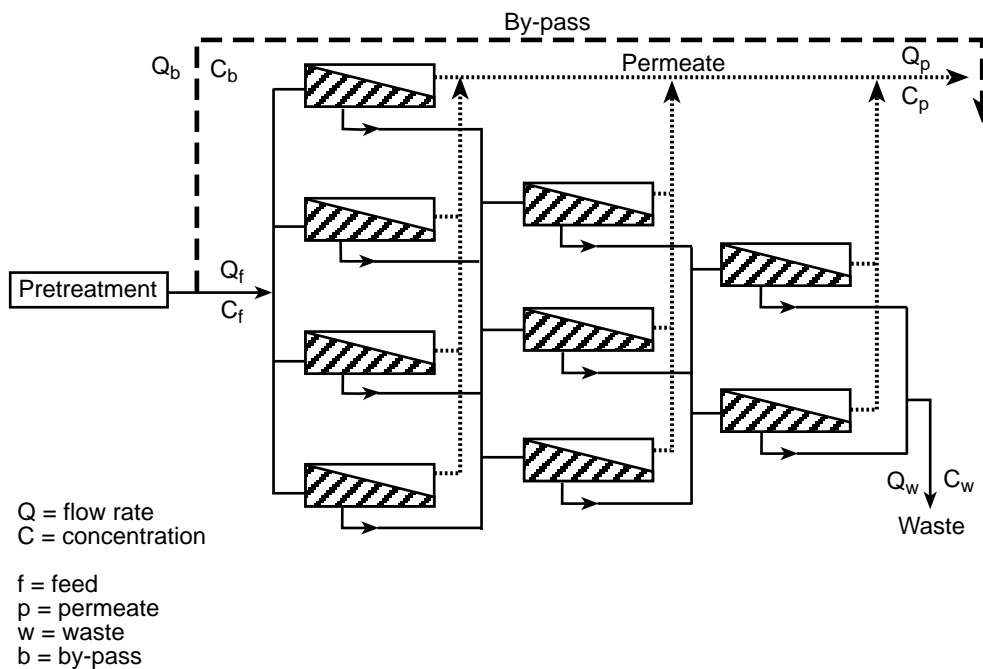 By-pass
Q_b
C_b
Permeate
Q_p
C_p
Pretreatment
Q_f
C_f
Q_w
C_w
Waste
Q = flow rate
C = concentration
f = feed
p = permeate
w = waste
b = by-pass